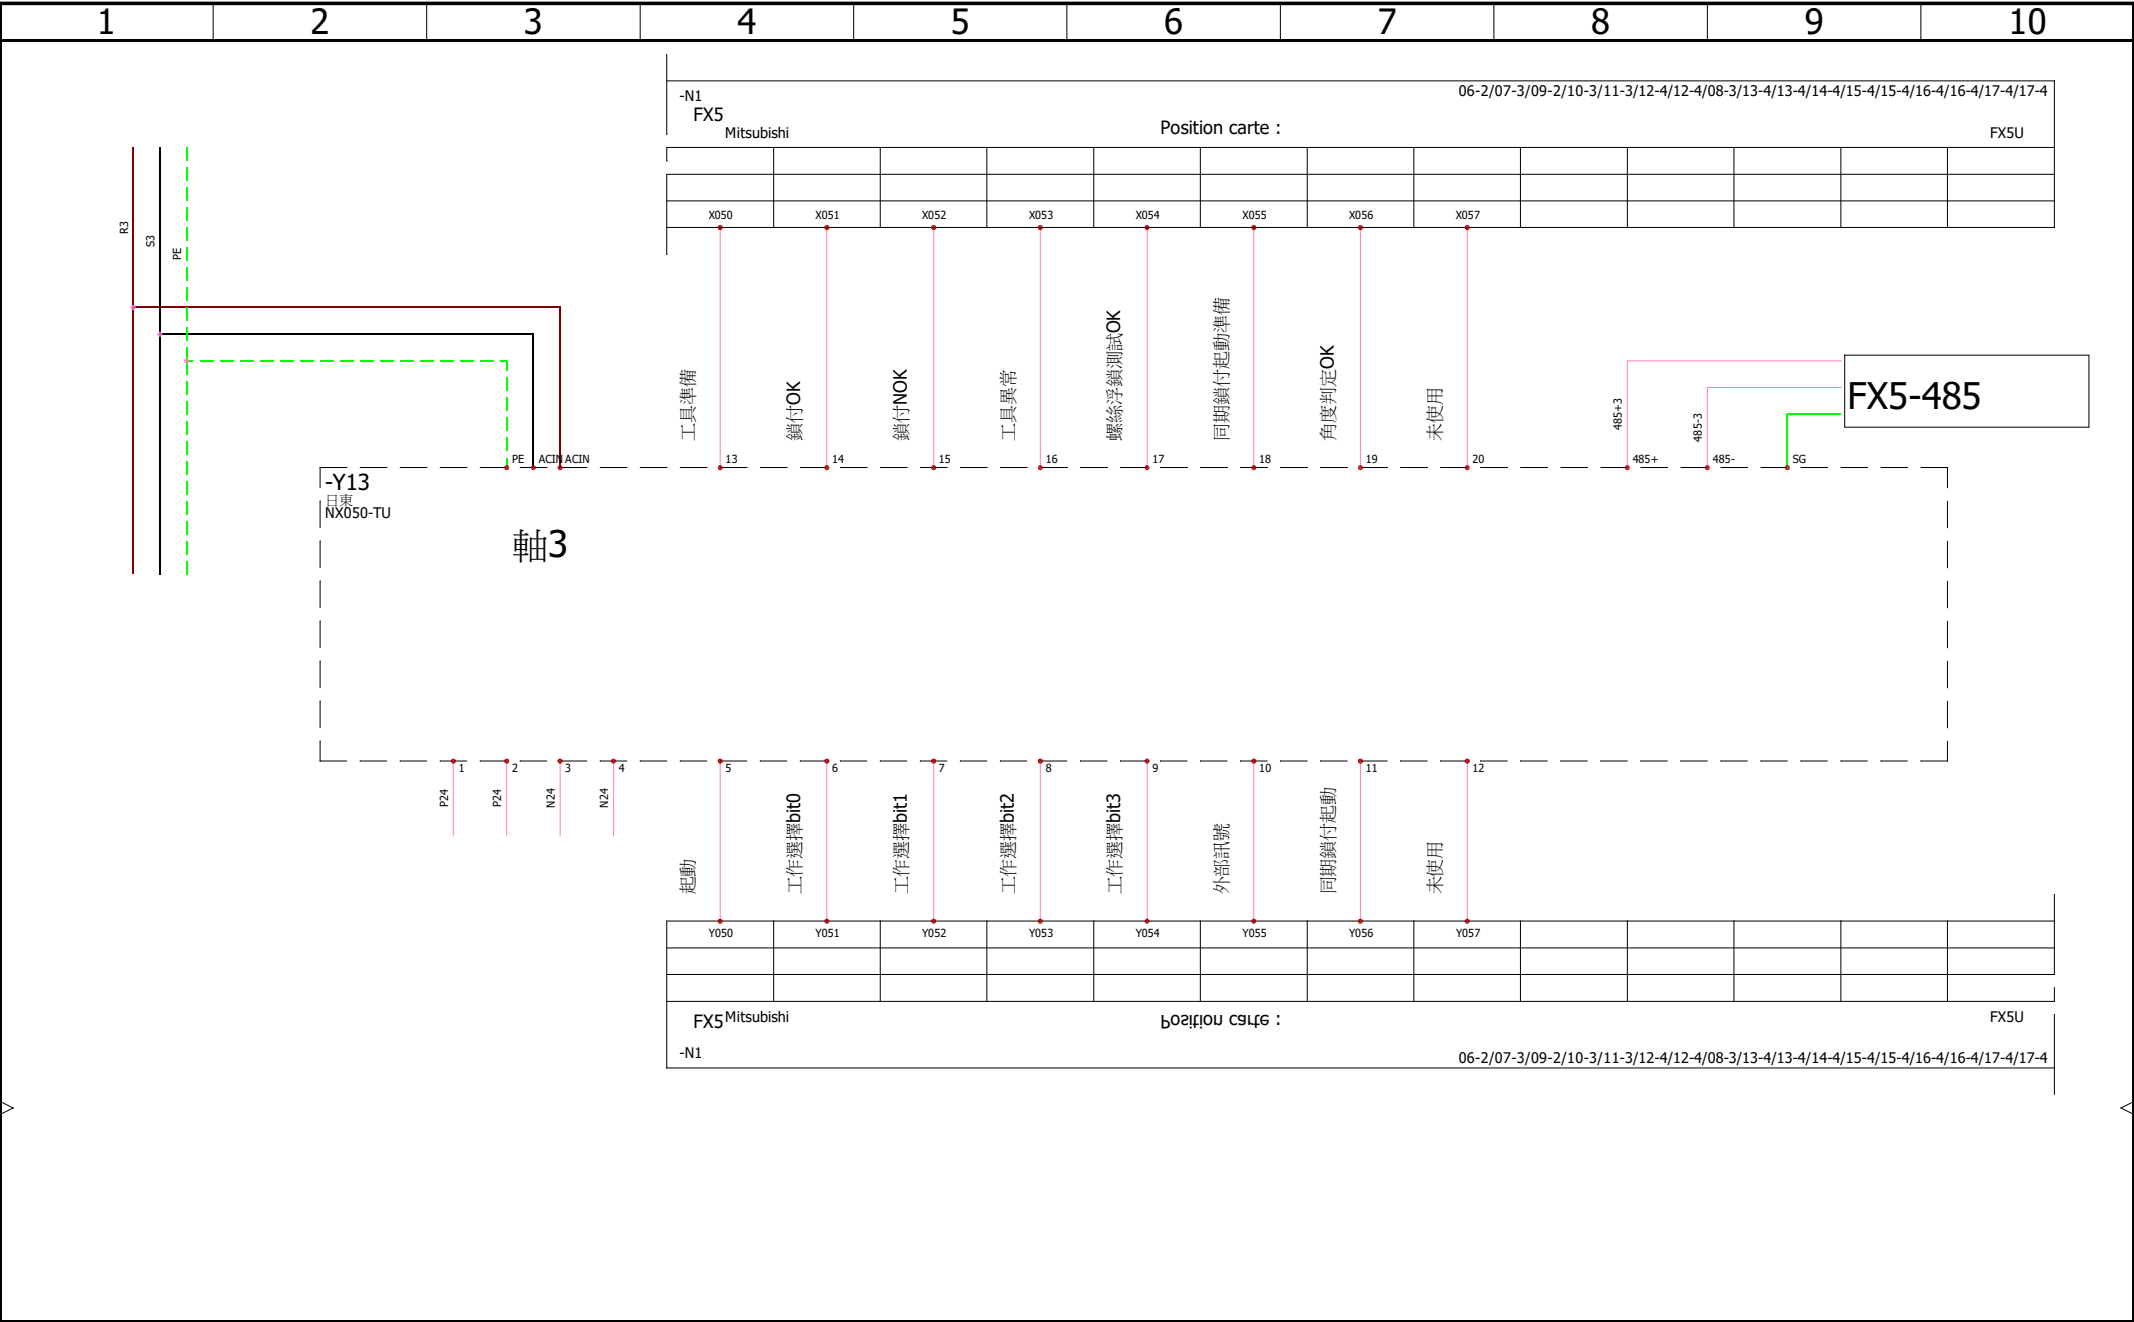 1 2 3 4 5 6 7 8 9 10
-N1
06-2/07-3/09-2/10-3/11-3/12-4/12-4/08-3/13-4/13-4/14-4/15-4/15-4/16-4/16-4/17-4/17-4
FX5
Mitsubishi
Position carte :
FX5U
X050 X051 X052 X053 X054 X055 X056 X057
R3
S3
PE
工具準備
鎖付OK
鎖付NOK
工具異常
螺絲浮鎖測試OK
同期鎖付起動準備
角度判定OK
未使用
485+3
485-3
FX5-485
PE ACIN ACIN 13 14 15 16 17 18 19 20 485+ 485- SG
-Y13
日東
NX050-TU
軸3
1 2 3 4 5 6 7 8 9 10 11 12
P24
P24
N24
N24
起動
工作選擇bit0
工作選擇bit1
工作選擇bit2
工作選擇bit3
外部訊號
同期鎖付起動
未使用
Y050 Y051 Y052 Y053 Y054 Y055 Y056 Y057
FX5 Mitsubishi
Position carte :
FX5U
-N1
06-2/07-3/09-2/10-3/11-3/12-4/12-4/08-3/13-4/13-4/14-4/15-4/15-4/16-4/16-4/17-4/17-4